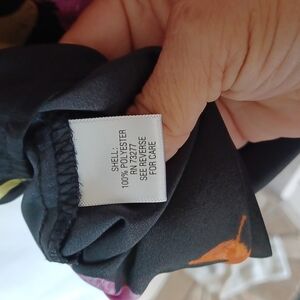 SHELL:
100% POLYESTER
RN 73277
SEE REVERSE
FOR CARE